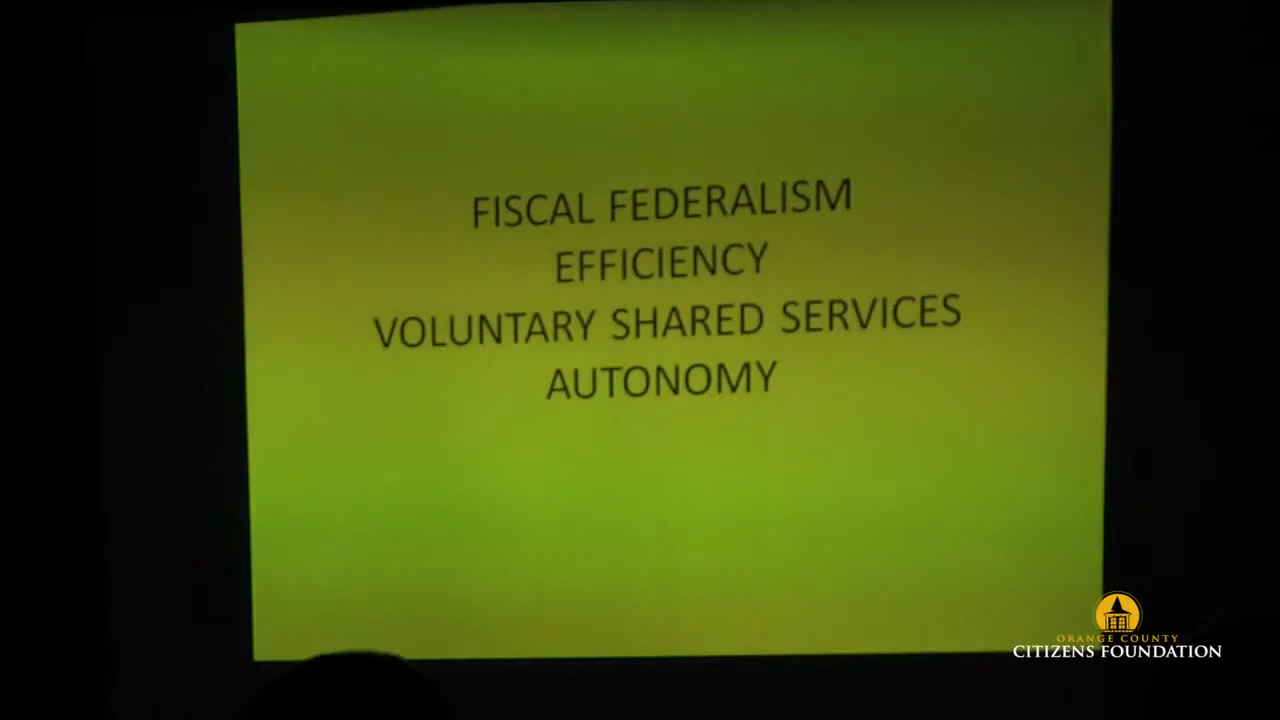 FISCAL FEDERALISM
EFFICIENCY
VOLUNTARY SHARED SERVICES
AUTONOMY
ORANGE COUNTY
CITIZENS FOUNDATION